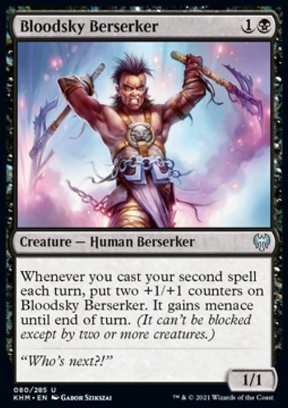 Bloodsky Berserker 1
Creature — Human Berserker
Whenever you cast your second spell
each turn, put two +1/+1 counters on
Bloodsky Berserker. It gains menace
until end of turn. (It can't be blocked
except by two or more creatures.)
"Who's next?!"
1/1
080/285 U
KHM • EN Gabor Szikszai
™ & © 2021 Wizards of the Coast